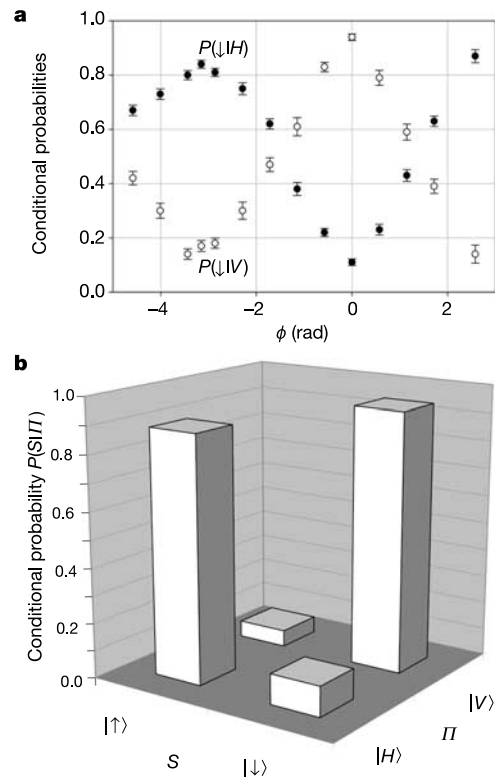 a
Conditional probabilities
1.0
0.8
0.6
0.4
0.2
0.0
P(↓|H)
P(↓|V)
−4 −2 0 2
ϕ (rad)
b
Conditional probability P(S|Π)
1.0
0.8
0.6
0.4
0.2
0.0
|↑⟩
S
|↓⟩
|H⟩
Π
|V⟩